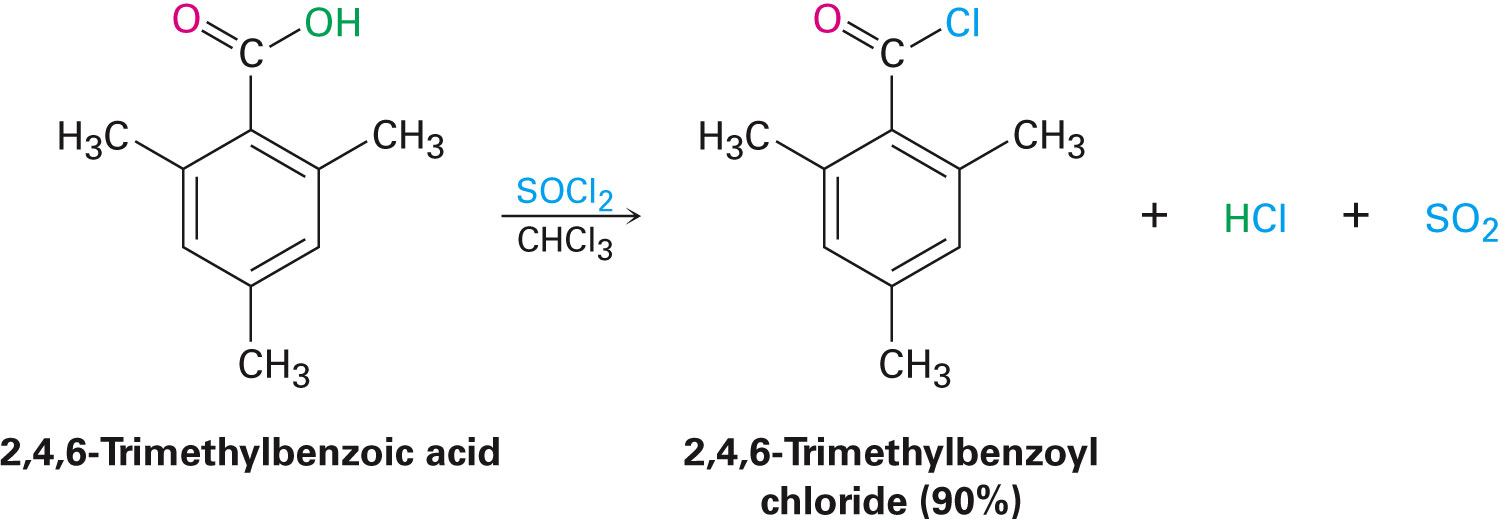 O OH
C
H₃C CH₃
CH₃
2,4,6-Trimethylbenzoic acid
SOCl₂
CHCl₃
O Cl
C
H₃C CH₃
CH₃
2,4,6-Trimethylbenzoyl
chloride (90%)
+ HCl + SO₂